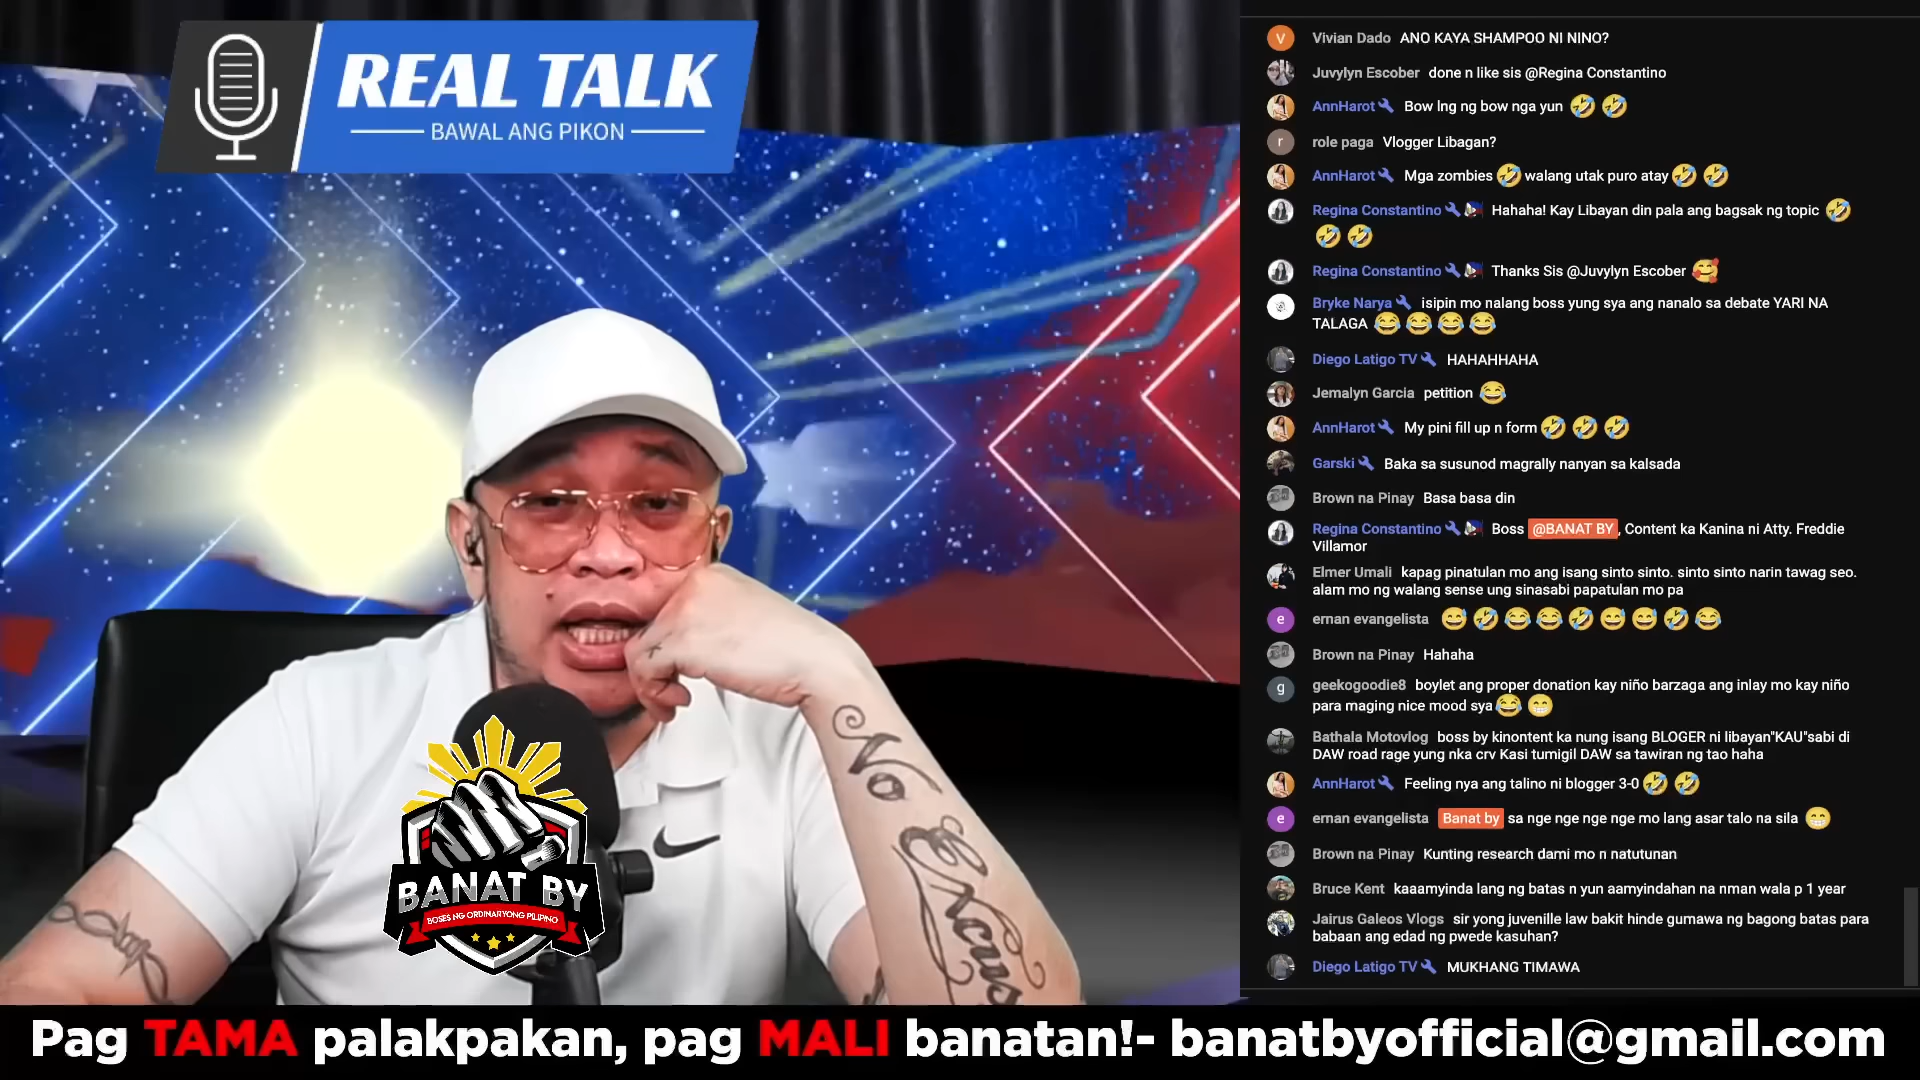 REAL TALK
BAWAL ANG PIKON
No Excus
BANAT BY
BOSES NG ORDINARYONG PILIPINO
Vivian Dado ANO KAYA SHAMPOO NI NINO?
Juvylyn Escober done n like sis @Regina Constantino
AnnHarot Bow lng ng bow nga yun 🤣 🤣
r role paga Vlogger Libagan?
AnnHarot Mga zombies 🤣 walang utak puro atay 🤣 🤣
Regina Constantino Hahaha! Kay Libayan din pala ang bagsak ng topic 🤣
🤣 🤣
Regina Constantino Thanks Sis @Juvylyn Escober 🥰
Bryke Narya isipin mo nalang boss yung sya ang nanalo sa debate YARI NA
TALAGA 😂 😂 😂 😂
Diego Latigo TV HAHAHHAHA
Jemalyn Garcia petition 😂
AnnHarot My pini fill up n form 🤣 🤣 🤣
Garski Baka sa susunod magrally nanyan sa kalsada
Brown na Pinay Basa basa din
Regina Constantino Boss @BANAT BY, Content ka Kanina ni Atty. Freddie
Villamor
Elmer Umali kapag pinatulan mo ang isang sinto sinto. sinto sinto narin tawag seo.
alam mo ng walang sense ung sinasabi papatulan mo pa
e ernan evangelista 😅 🤣 😂 😂 🤣 😅 😅 🤣 😂
Brown na Pinay Hahaha
g geekogoodie8 boylet ang proper donation kay niño barzaga ang inlay mo kay niño
para maging nice mood sya 😂 😁
Bathala Motovlog boss by kinontent ka nung isang BLOGER ni libayan"KAU"sabi di
DAW road rage yung nka crv Kasi tumigil DAW sa tawiran ng tao haha
AnnHarot Feeling nya ang talino ni blogger 3-0 🤣 🤣
e ernan evangelista Banat by sa nge nge nge nge mo lang asar talo na sila 😁
Brown na Pinay Kunting research dami mo n natutunan
Bruce Kent kaaamyinda lang ng batas n yun aamyindahan na nman wala p 1 year
Jairus Galeos Vlogs sir yong juvenille law bakit hinde gumawa ng bagong batas para
babaan ang edad ng pwede kasuhan?
Diego Latigo TV MUKHANG TIMAWA
Pag TAMA palakpakan, pag MALI banatan!- banatbyofficial@gmail.com